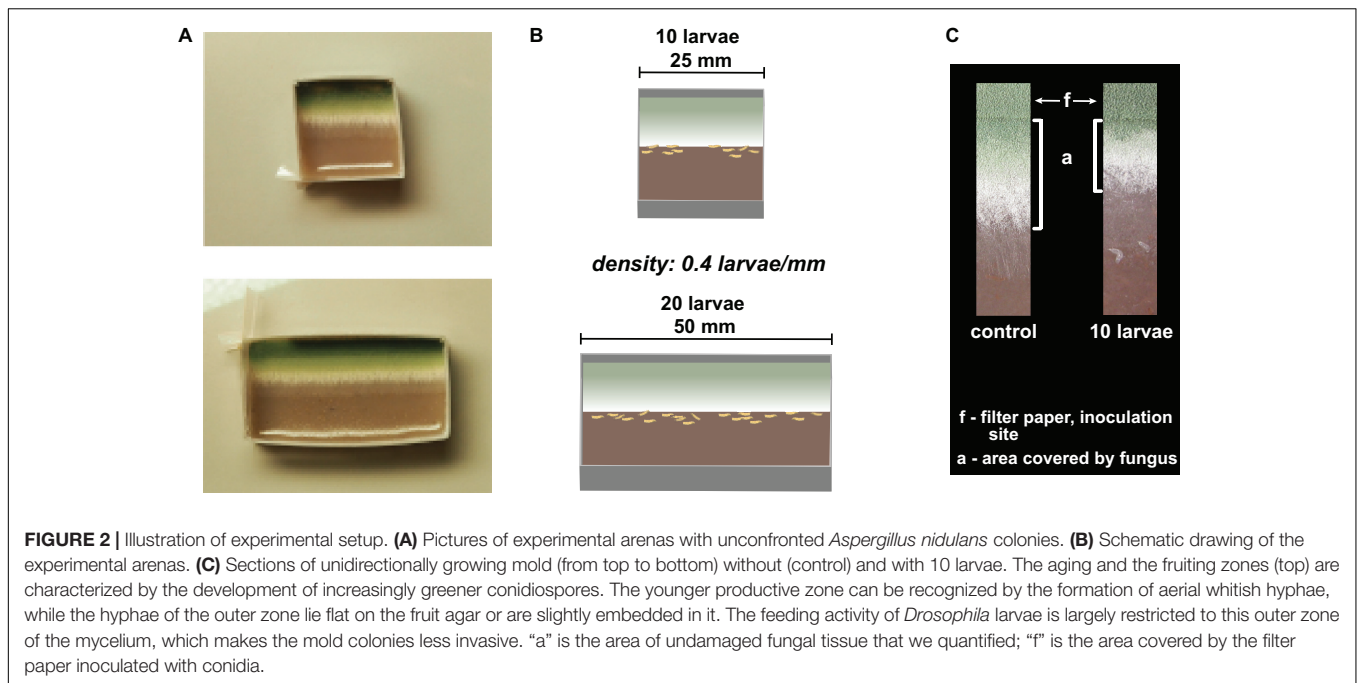 A
B
10 larvae
25 mm
density: 0.4 larvae/mm
20 larvae
50 mm
C
f
a
control
10 larvae
f - filter paper, inoculation
site
a - area covered by fungus
FIGURE 2 | Illustration of experimental setup. (A) Pictures of experimental arenas with unconfronted Aspergillus nidulans colonies. (B) Schematic drawing of the
experimental arenas. (C) Sections of unidirectionally growing mold (from top to bottom) without (control) and with 10 larvae. The aging and the fruiting zones (top) are
characterized by the development of increasingly greener conidiospores. The younger productive zone can be recognized by the formation of aerial whitish hyphae,
while the hyphae of the outer zone lie flat on the fruit agar or are slightly embedded in it. The feeding activity of Drosophila larvae is largely restricted to this outer zone
of the mycelium, which makes the mold colonies less invasive. “a” is the area of undamaged fungal tissue that we quantified; “f” is the area covered by the filter
paper inoculated with conidia.